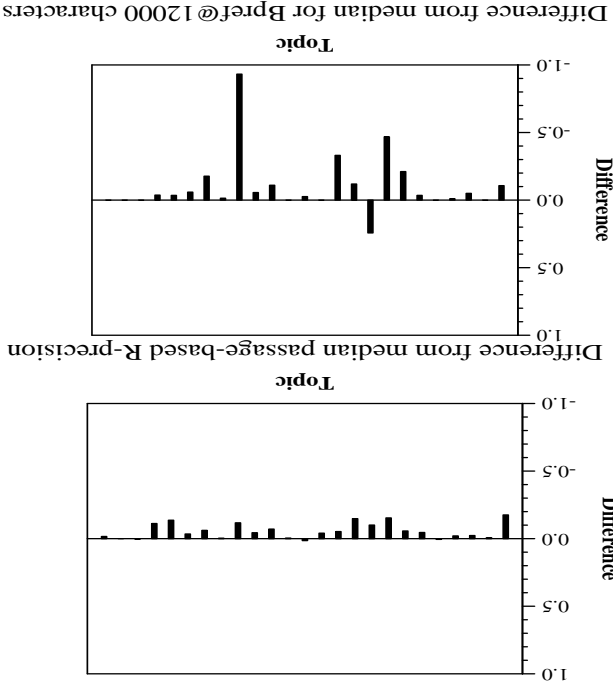 1.0
0.5
Difference
0.0
-0.5
-1.0
Topic
Difference from median passage-based R-precision
1.0
0.5
Difference
0.0
-0.5
-1.0
Topic
Difference from median for Bpref@12000 characters